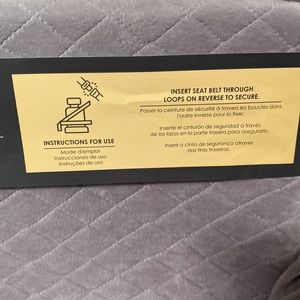 INSERT SEAT BELT THROUGH
LOOPS ON REVERSE TO SECURE.
Passer la ceinture de sécurité à travers les boucles dans
l'ordre inverse pour la fixer.
Inserte el cinturón de seguridad a través
de los lazos en la parte trasera para asegurarlo.
Inserir o cinto de segurança através
das tiras traseiras.
INSTRUCTIONS FOR USE
Mode d'emploi
Instrucciones de uso
Instruções de uso